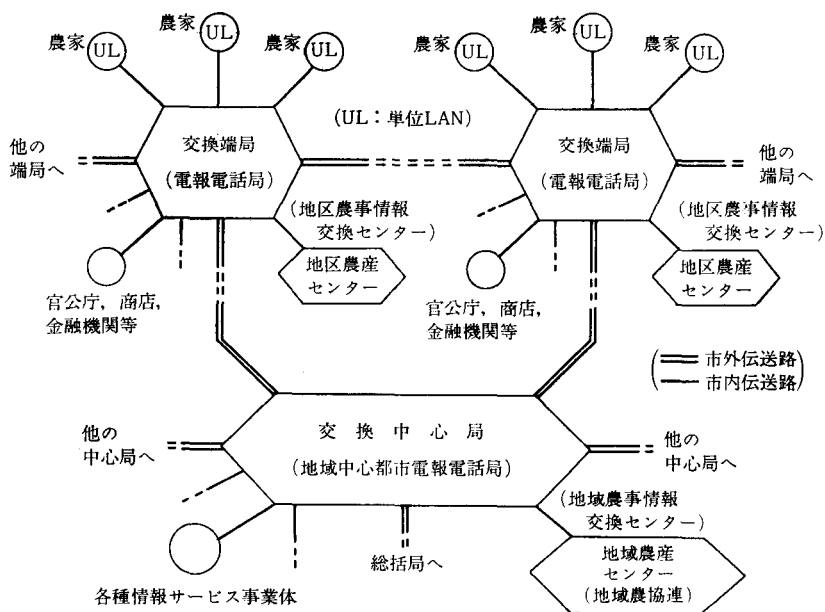 農家 UL
農家 UL
農家 UL
農家 UL
農家 UL
農家 UL
(UL：単位LAN)
他の
端局へ
交換端局
(電報電話局)
交換端局
(電報電話局)
他の
端局へ
(地区農事情報
交換センター)
地区農産
センター
(地区農事情報
交換センター)
地区農産
センター
官公庁，商店，
金融機関等
官公庁，商店，
金融機関等
市外伝送路
市内伝送路
他の
中心局へ
交換中心局
(地域中心都市電報電話局)
他の
中心局へ
(地域農事情報
交換センター)
総括局へ
地域農産
センター
(地域農協連)
各種情報サービス事業体